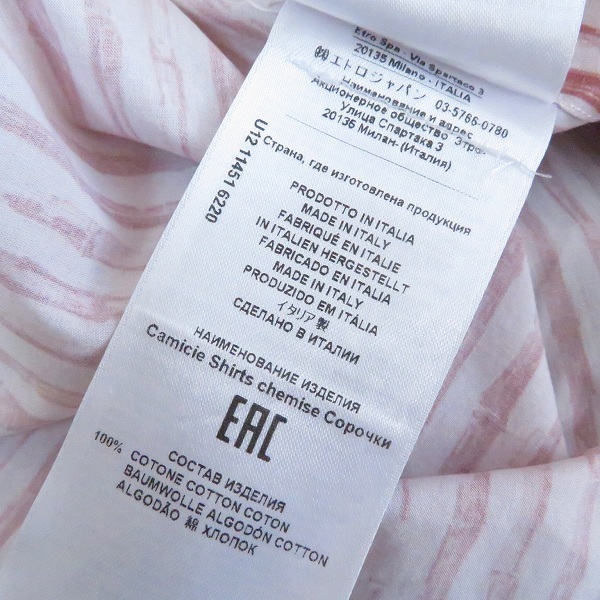 Etro Spa - Via Spartaco 3
20135 Milano - ITALIA
㈱エトロジャパン 03-5766-0780
Наименование и адрес
Акционерное общество Этро-
Улица Спартака 3
20135 Милан- (Италия)
Страна, где изготовлена продукция
U12 11451 6220
PRODOTTO IN ITALIA
MADE IN ITALY
FABRIQUÉ EN ITALIE
IN ITALIEN HERGESTELLT
FABRICADO EN ITALIA
MADE IN ITALY
PRODUZIDO EM ITÁLIA
イタリア製
СДЕЛАНО В ИТАЛИИ
НАИМЕНОВАНИЕ ИЗДЕЛИЯ
Camicie Shirts chemise Сорочки
EAC
СОСТАВ ИЗДЕЛИЯ
100% COTONE COTTON COTON
BAUMWOLLE ALGODÓN COTTON
ALGODÃO 綿 ХЛОПОК